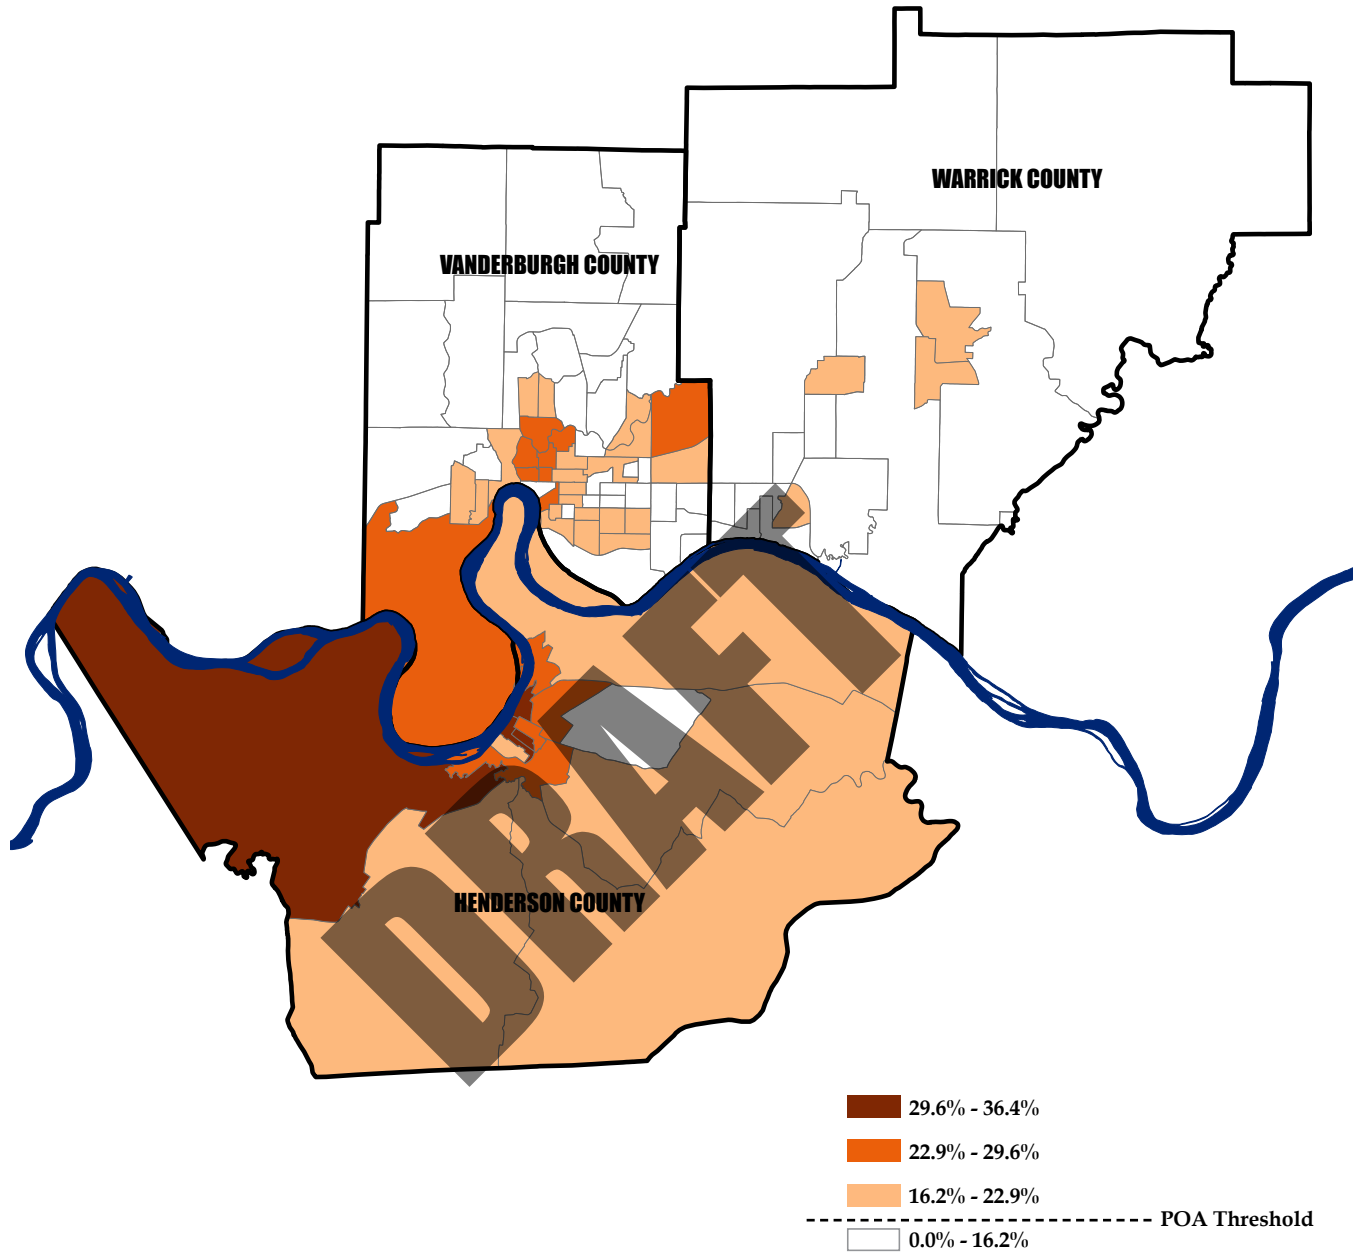 WARRICK COUNTY
VANDERBURGH COUNTY
DRAFT
HENDERSON COUNTY
29.6% - 36.4%
22.9% - 29.6%
16.2% - 22.9%
POA Threshold
0.0% - 16.2%